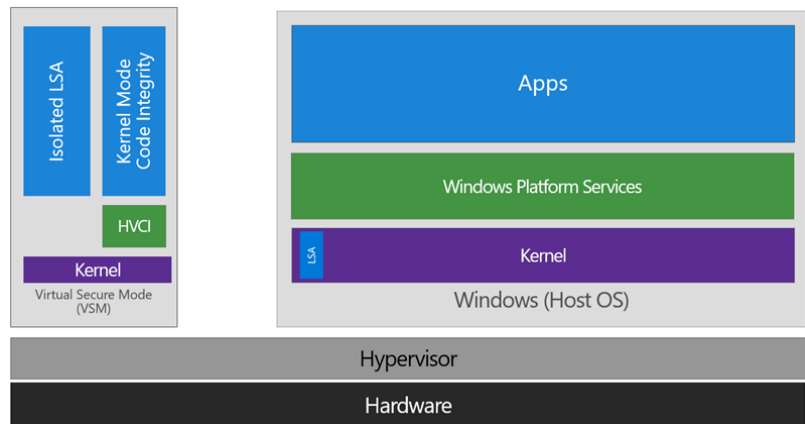 Isolated LSA
Kernel Mode
Code Integrity
HVCI
Kernel
Virtual Secure Mode
(VSM)
Apps
Windows Platform Services
LSA
Kernel
Windows (Host OS)
Hypervisor
Hardware